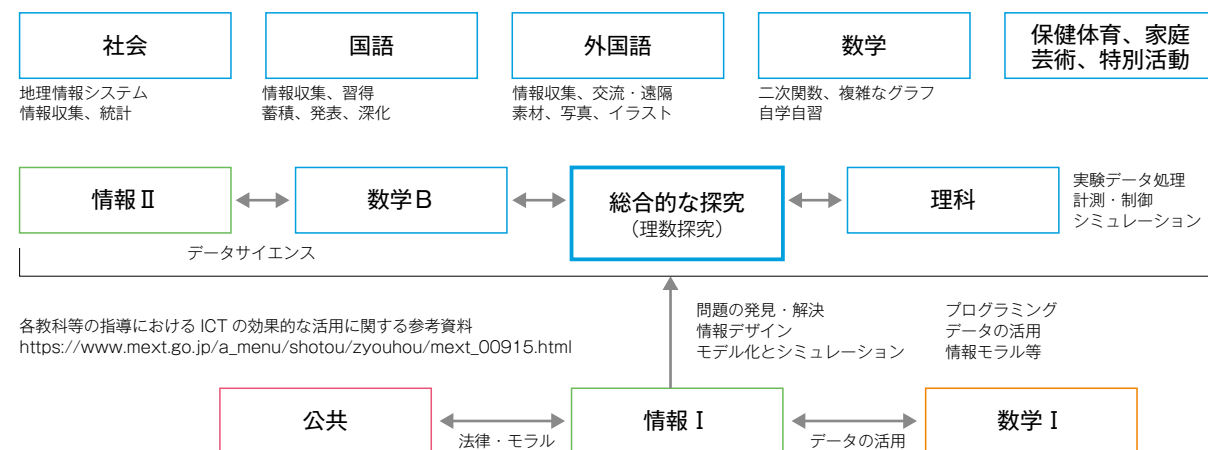 社会
国語
外国語
数学
保健体育、家庭
芸術、特別活動
地理情報システム
情報収集、統計
情報収集、習得
蓄積、発表、深化
情報収集、交流・遠隔
素材、写真、イラスト
二次関数、複雑なグラフ
自学自習
情報Ⅱ
数学B
総合的な探究
（理数探究）
理科
実験データ処理
計測・制御
シミュレーション
データサイエンス
各教科等の指導における ICT の効果的な活用に関する参考資料
https://www.mext.go.jp/a_menu/shotou/zyouhou/mext_00915.html
問題の発見・解決
情報デザイン
モデル化とシミュレーション
プログラミング
データの活用
情報モラル等
公共
法律・モラル
情報Ⅰ
データの活用
数学Ⅰ